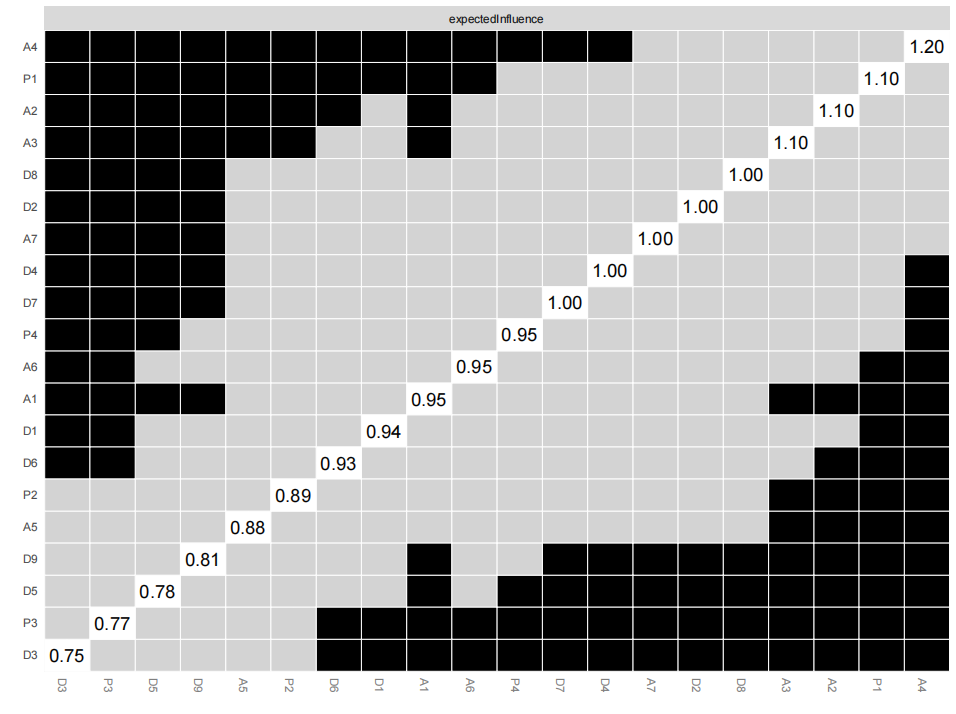 expectedInfluence
A4 1.20
P1 1.10
A2 1.10
A3 1.10
D8 1.00
D2 1.00
A7 1.00
D4 1.00
D7 1.00
P4 0.95
A6 0.95
A1 0.95
D1 0.94
D6 0.93
P2 0.89
A5 0.88
D9 0.81
D5 0.78
P3 0.77
D3 0.75
D3 P3 D5 D9 A5 P2 D6 D1 A1 A6 P4 D7 D4 A7 D2 D8 A3 A2 P1 A4